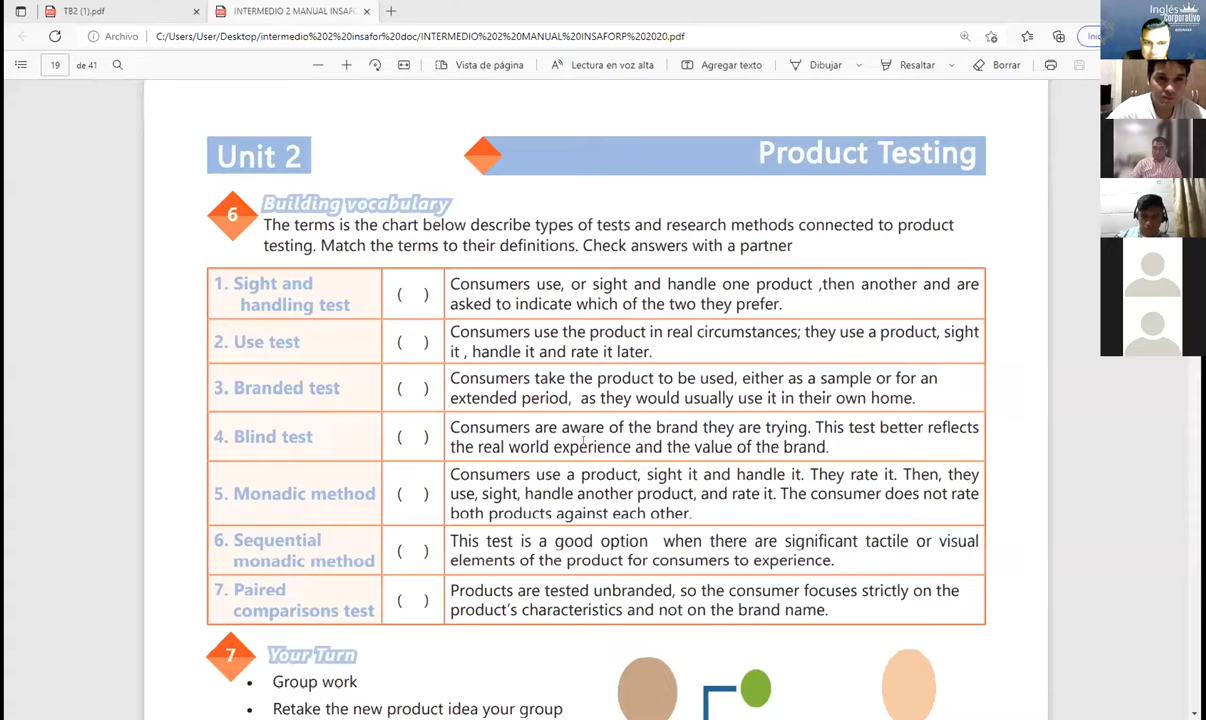 TB2 (1).pdf
INTERMEDIO 2 MANUAL INSAFO
Archivo
C:/Users/User/Desktop/intermedio%202%20insafor%20doc/INTERMEDIO%202%20MANUAL%20INSAFORP%202020.pdf
19 de 41
Vista de página
Lectura en voz alta
Agregar texto
Dibujar
Resaltar
Borrar
Inglés
Corporativo
Unit 2
Product Testing
6
Building vocabulary
The terms is the chart below describe types of tests and research methods connected to product
testing. Match the terms to their definitions. Check answers with a partner
1. Sight and
handling test
( )
Consumers use, or sight and handle one product ,then another and are
asked to indicate which of the two they prefer.
2. Use test
( )
Consumers use the product in real circumstances; they use a product, sight
it , handle it and rate it later.
3. Branded test
( )
Consumers take the product to be used, either as a sample or for an
extended period, as they would usually use it in their own home.
4. Blind test
( )
Consumers are aware of the brand they are trying. This test better reflects
the real world experience and the value of the brand.
5. Monadic method
( )
Consumers use a product, sight it and handle it. They rate it. Then, they
use, sight, handle another product, and rate it. The consumer does not rate
both products against each other.
6. Sequential
monadic method
( )
This test is a good option when there are significant tactile or visual
elements of the product for consumers to experience.
7. Paired
comparisons test
( )
Products are tested unbranded, so the consumer focuses strictly on the
product's characteristics and not on the brand name.
7
Your Turn
• Group work
• Retake the new product idea your group